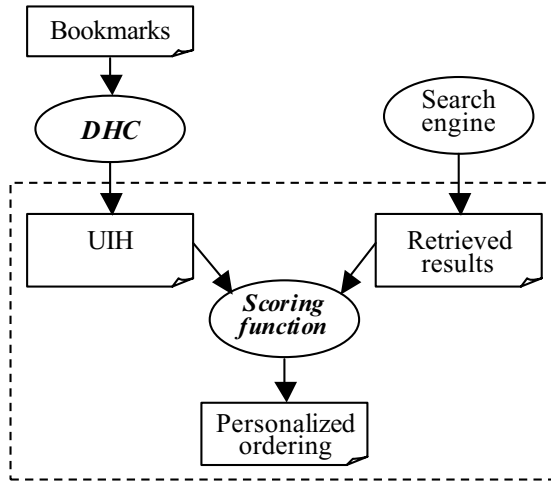 Bookmarks
DHC
Search
engine
UIH
Retrieved
results
Scoring
function
Personalized
ordering